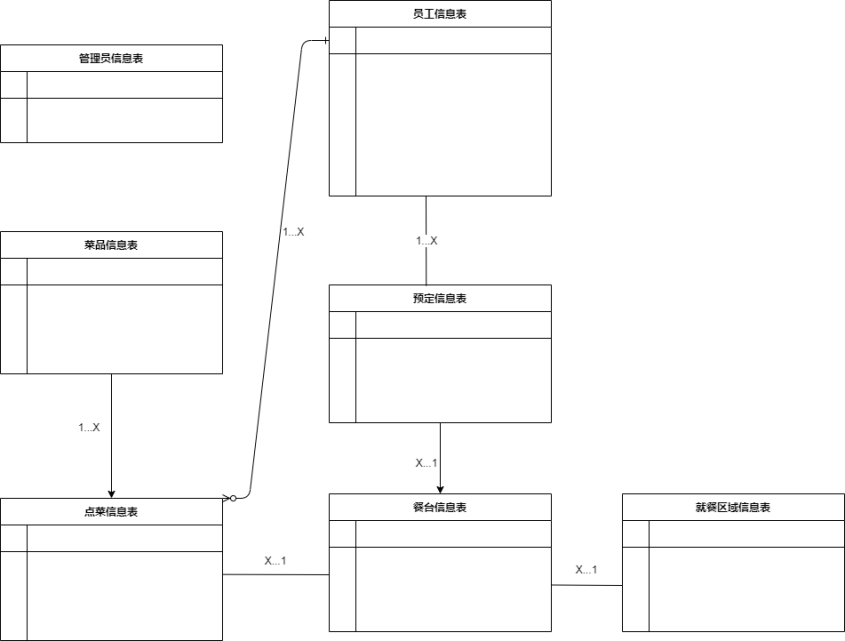 员工信息表
管理员信息表
1...X
菜品信息表
1...X
预定信息表
1...X
X...1
点菜信息表
餐台信息表
就餐区域信息表
X...1
X...1